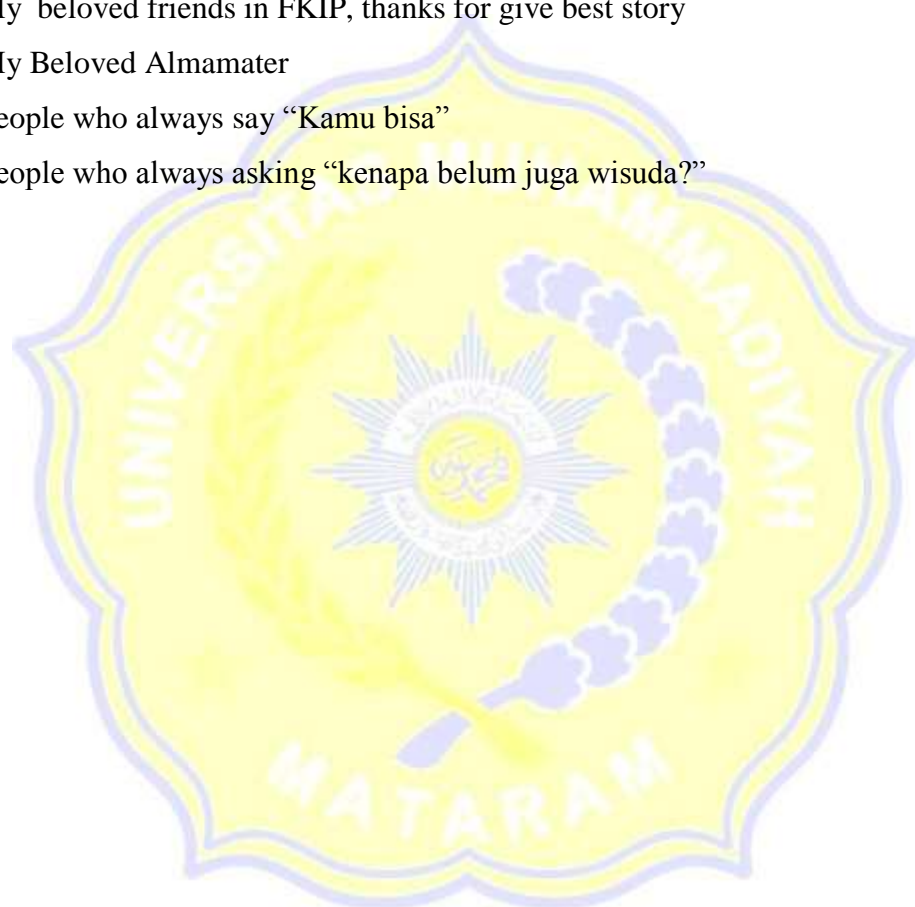 ly beloved friends in FKIP, thanks for give best story
ly Beloved Almamater
eople who always say “Kamu bisa”
eople who always asking “kenapa belum juga wisuda?”
UNIVERSITAS MUHAMMADIYAH
MATARAM